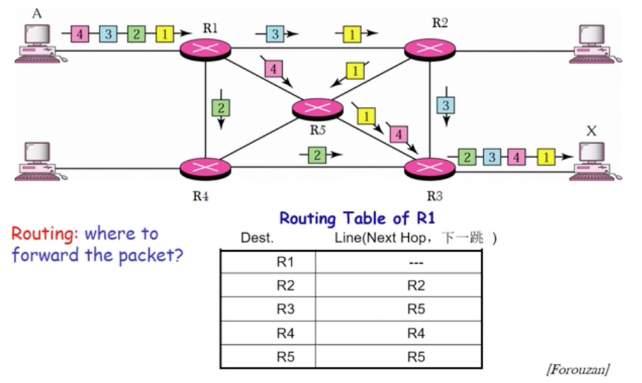 A
R1
R2
4 3 2 1
3
1
4
1
2
3
R5
1
4
X
2
2 3 4 1
R4
R3
Routing: where to
forward the packet?
Routing Table of R1
Dest. Line(Next Hop，下一跳 )
R1 ---
R2 R2
R3 R5
R4 R4
R5 R5
[Forouzan]